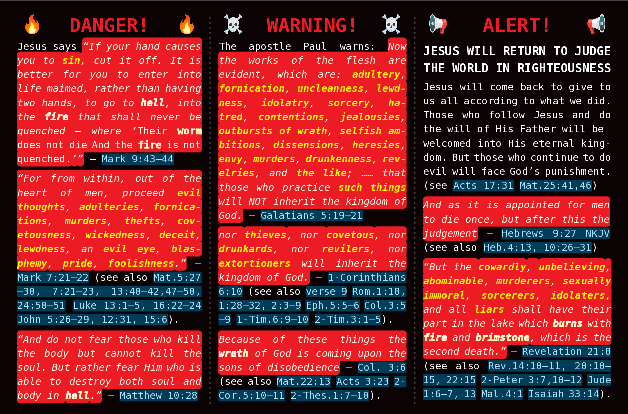 DANGER!
Jesus says “If your hand causes
you to sin, cut it off. It is
better for you to enter into
life maimed, rather than having
two hands, to go to hell, into
the fire that shall never be
quenched — where ‘Their worm
does not die And the fire is not
quenched.’” — Mark 9:43–44
“For from within, out of the
heart of men, proceed evil
thoughts, adulteries, fornica-
tions, murders, thefts, cov-
etousness, wickedness, deceit,
lewdness, an evil eye, blas-
phemy, pride, foolishness.” —
Mark 7:21–22 (see also Mat.5:27
–30, 7:21–23, 13:40–42,47–50,
24:50–51 Luke 13:1–5, 16:22–24
John 5:26–29, 12:31, 15:6).
“And do not fear those who kill
the body but cannot kill the
soul. But rather fear Him who is
able to destroy both soul and
body in hell.” — Matthew 10:28
WARNING!
The apostle Paul warns: Now
the works of the flesh are
evident, which are: adultery,
fornication, uncleanness, lewd-
ness, idolatry, sorcery, ha-
tred, contentions, jealousies,
outbursts of wrath, selfish am-
bitions, dissensions, heresies,
envy, murders, drunkenness, rev-
elries, and the like; …… that
those who practice such things
will NOT inherit the kingdom of
God. — Galatians 5:19–21
nor thieves, nor covetous, nor
drunkards, nor revilers, nor
extortioners will inherit the
kingdom of God. — 1-Corinthians
6:10 (see also verse 9 Rom.1:18,
1:28–32, 2:3–9 Eph.5:5–6 Col.3:5
–9 1-Tim.6:9–10 2-Tim.3:1–5).
Because of these things the
wrath of God is coming upon the
sons of disobedience — Col. 3:6
(see also Mat.22:13 Acts 3:23 2-
Cor.5:10–11 2-Thes.1:7–10).
ALERT!
JESUS WILL RETURN TO JUDGE
THE WORLD IN RIGHTEOUSNESS
Jesus will come back to give to
us all according to what we did.
Those who follow Jesus and do
the will of His Father will be
welcomed into His eternal king-
dom. But those who continue to do
evil will face God’s punishment.
(see Acts 17:31 Mat.25:41,46)
And as it is appointed for men
to die once, but after this the
judgement — Hebrews 9:27 NKJV
(see also Heb.4:13, 10:26–31)
“But the cowardly, unbelieving,
abominable, murderers, sexually
immoral, sorcerers, idolaters,
and all liars shall have their
part in the lake which burns with
fire and brimstone, which is the
second death.” — Revelation 21:8
(see also Rev.14:10–11, 20:10–
15, 22:15 2-Peter 3:7,10–12 Jude
1:6–7, 13 Mal.4:1 Isaiah 33:14).